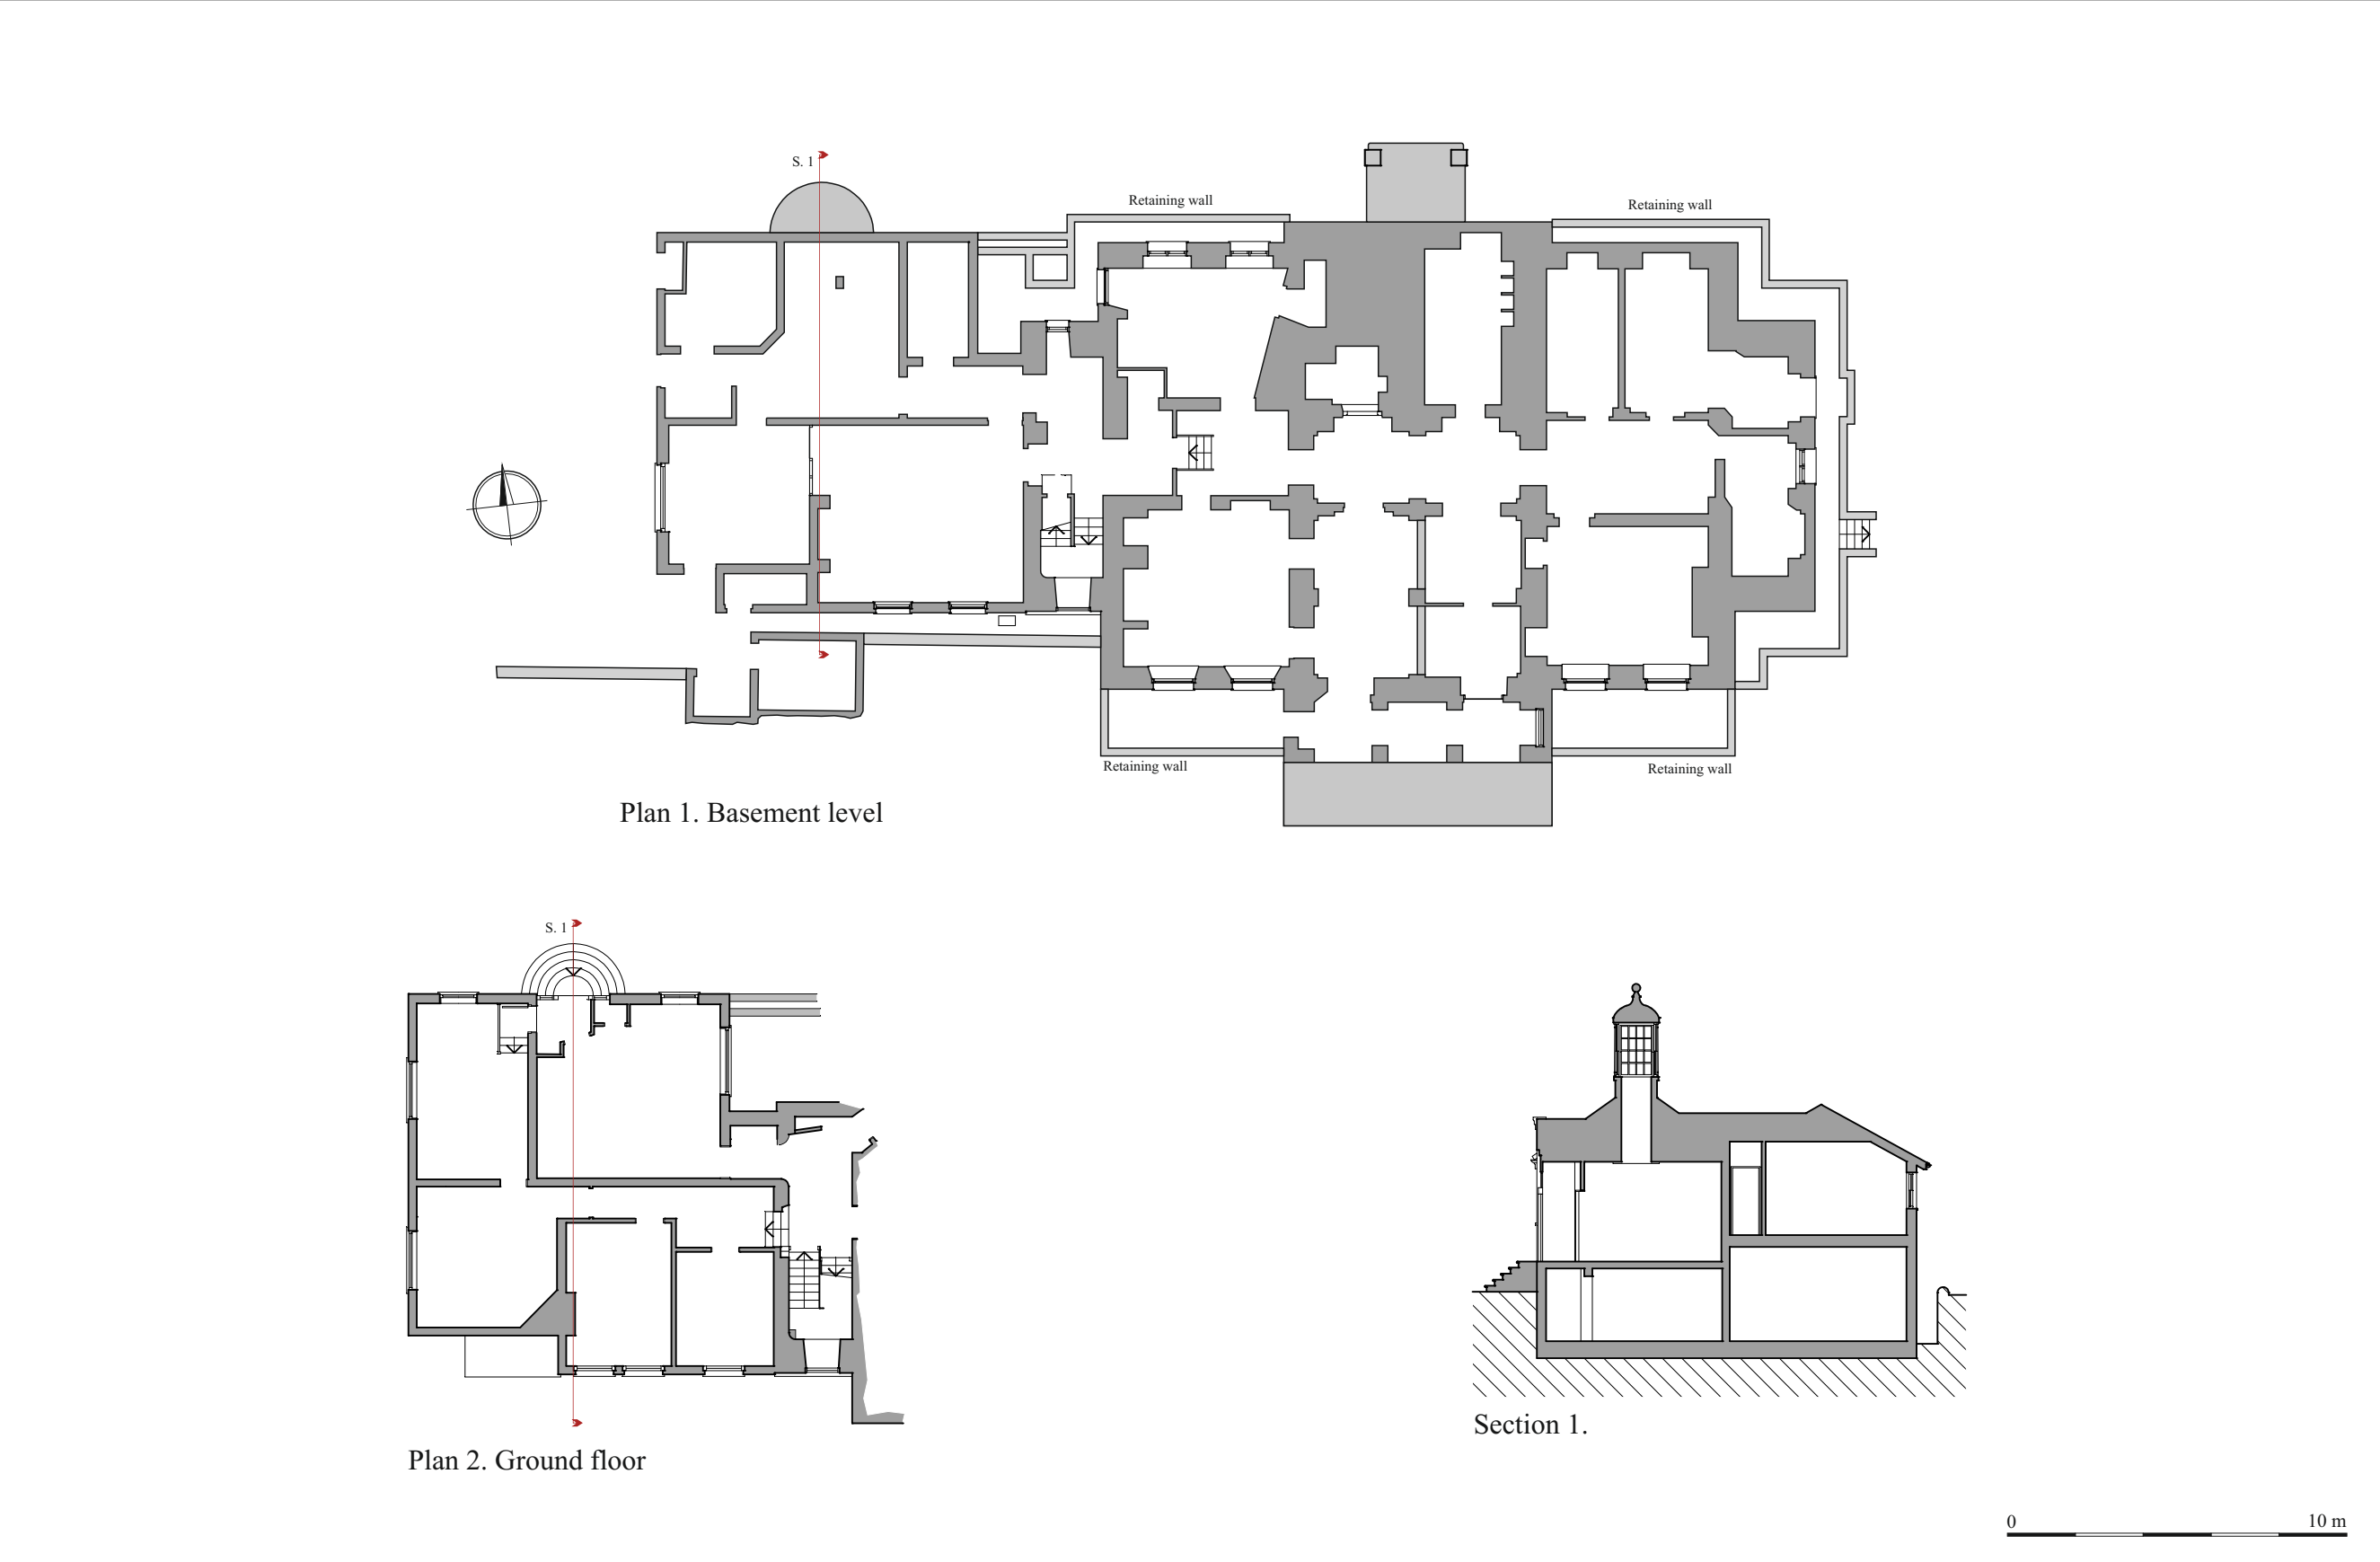 S. 1
Retaining wall
Retaining wall
Retaining wall
Retaining wall
Plan 1. Basement level
S. 1
Plan 2. Ground floor
Section 1.
0 10 m